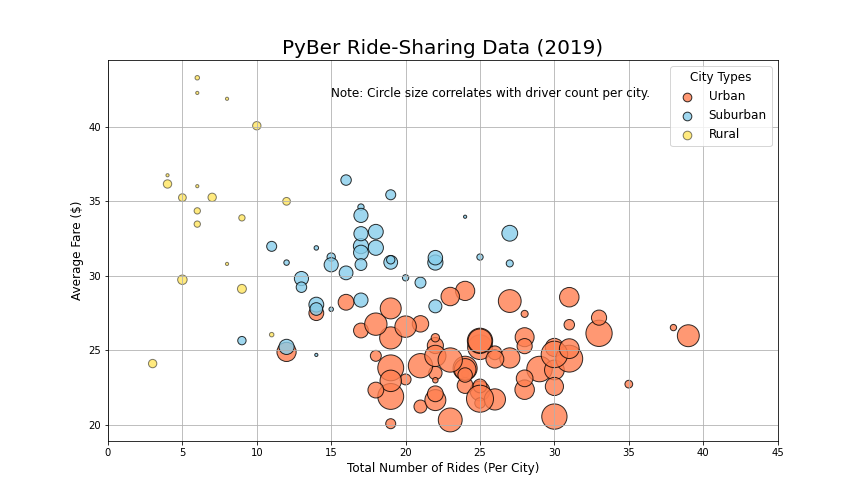 PyBer Ride-Sharing Data (2019)
Note: Circle size correlates with driver count per city.
City Types
Urban
Suburban
Rural
Average Fare ($)
40
35
30
25
20
0 5 10 15 20 25 30 35 40 45
Total Number of Rides (Per City)